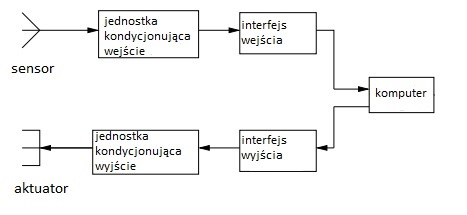 jednostka
kondycjonująca
wejście
interfejs
wejścia
sensor
komputer
jednostka
kondycjonująca
wyjście
interfejs
wyjścia
aktuator